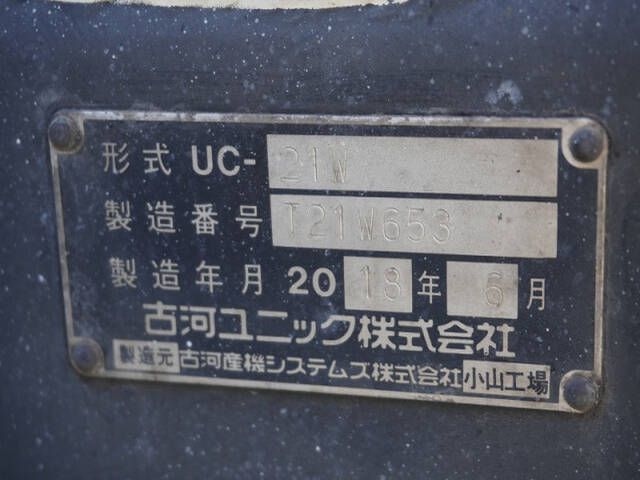 形式 UC- 21W
製造番号 T21W653
製造年月 2018年 6月
古河ユニック株式会社
製造元 古河産機システムズ株式会社 小山工場